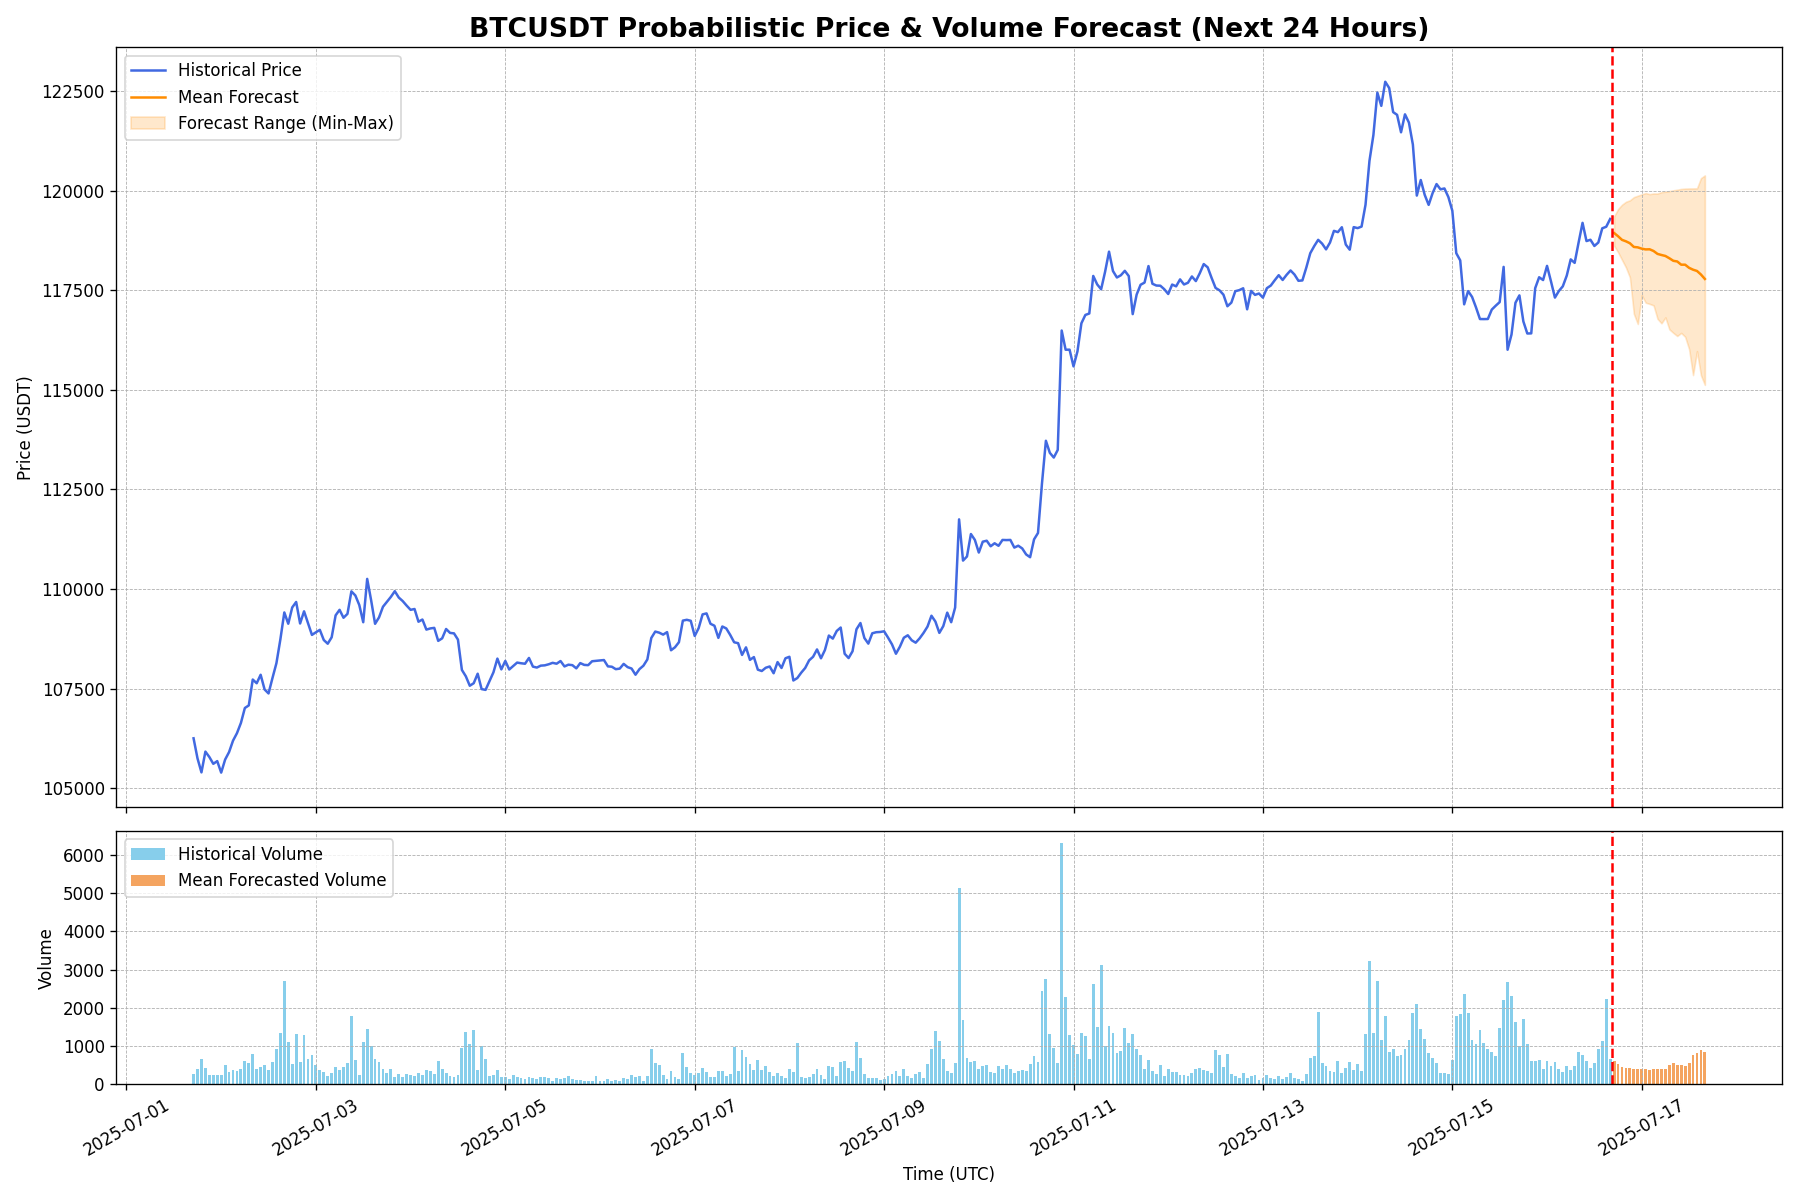 BTCUSDT Probabilistic Price & Volume Forecast (Next 24 Hours)
Historical Price
Mean Forecast
Forecast Range (Min-Max)
122500
120000
117500
115000
112500
110000
107500
105000
Price (USDT)
Historical Volume
Mean Forecasted Volume
6000
5000
4000
3000
2000
1000
0
Volume
2025-07-01
2025-07-03
2025-07-05
2025-07-07
2025-07-09
2025-07-11
2025-07-13
2025-07-15
2025-07-17
Time (UTC)